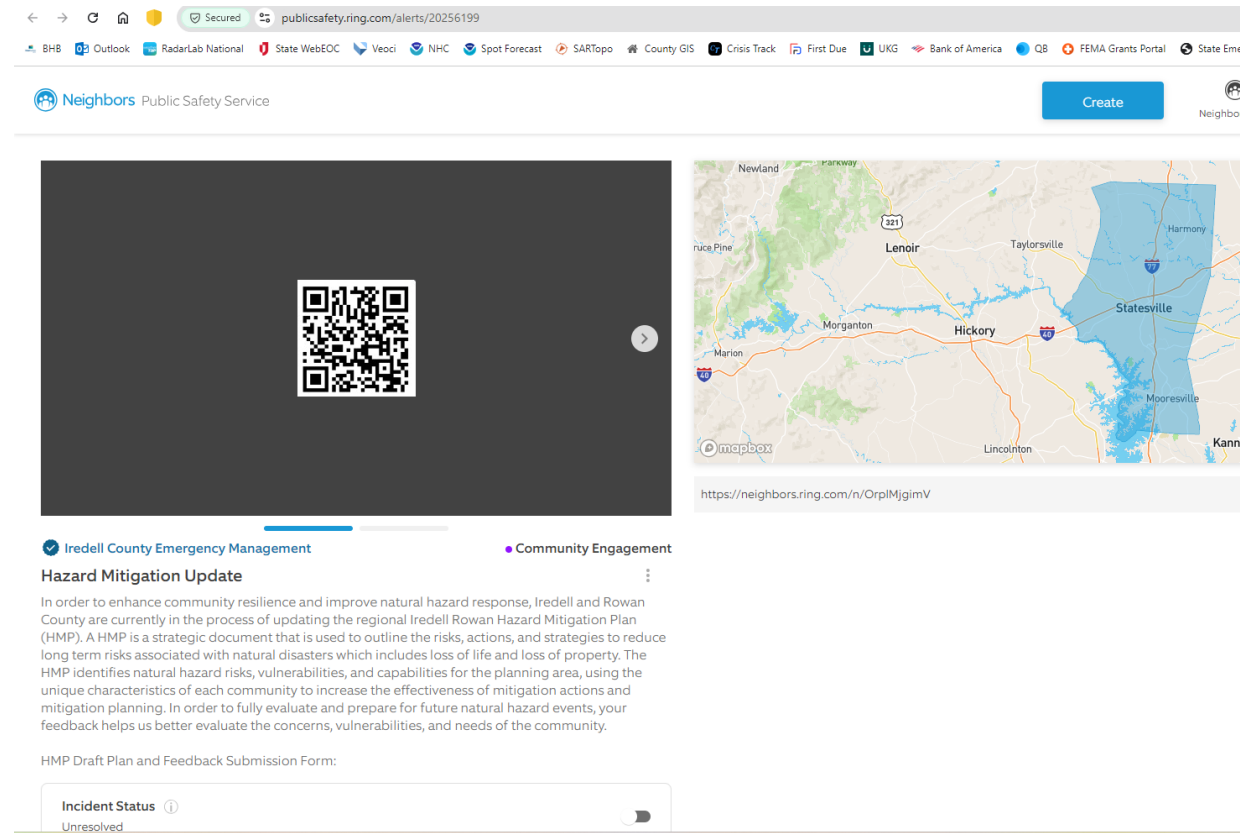 Secured publicsafety.ring.com/alerts/20256199
BHB Outlook RadarLab National State WebEOC Veoci NHC Spot Forecast SARTopo County GIS Crisis Track First Due UKG Bank of America QB FEMA Grants Portal State Eme
Neighbors Public Safety Service
Create
Neighbo
Newland
Parkway
321
Harmony
ruce Pine
Lenoir
Taylorsville
77
Statesville
Morganton
Hickory
40
Marion
40
Mooresville
Kann
mapbox
Lincolnton
https://neighbors.ring.com/n/OrplMjgimV
Iredell County Emergency Management
Community Engagement
Hazard Mitigation Update
In order to enhance community resilience and improve natural hazard response, Iredell and Rowan
County are currently in the process of updating the regional Iredell Rowan Hazard Mitigation Plan
(HMP). A HMP is a strategic document that is used to outline the risks, actions, and strategies to reduce
long term risks associated with natural disasters which includes loss of life and loss of property. The
HMP identifies natural hazard risks, vulnerabilities, and capabilities for the planning area, using the
unique characteristics of each community to increase the effectiveness of mitigation actions and
mitigation planning. In order to fully evaluate and prepare for future natural hazard events, your
feedback helps us better evaluate the concerns, vulnerabilities, and needs of the community.
HMP Draft Plan and Feedback Submission Form:
Incident Status
Unresolved